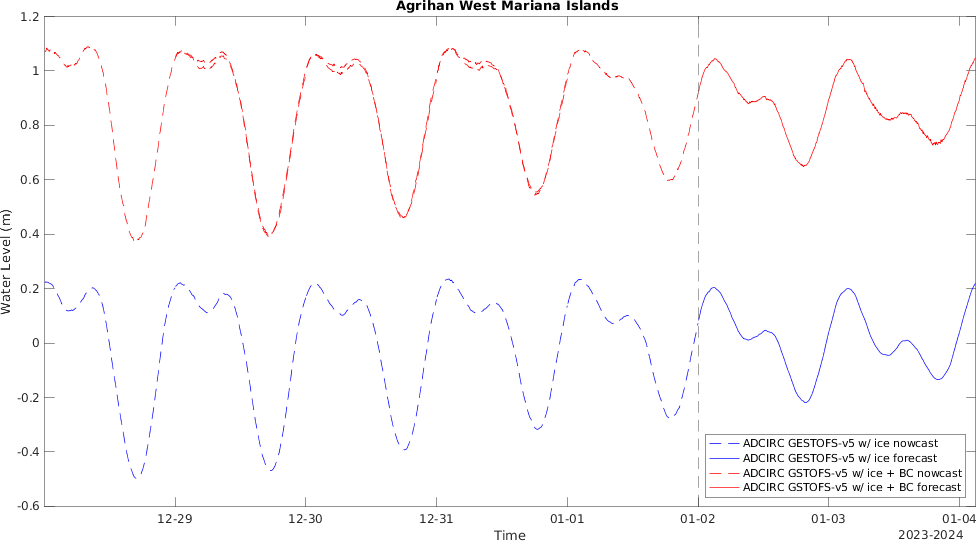 Agrihan West Mariana Islands
1.2
1
0.8
0.6
0.4
0.2
0
-0.2
-0.4
-0.6
Water Level (m)
ADCIRC GESTOFS-v5 w/ ice nowcast
ADCIRC GESTOFS-v5 w/ ice forecast
ADCIRC GSTOFS-v5 w/ ice + BC nowcast
ADCIRC GSTOFS-v5 w/ ice + BC forecast
12-29 12-30 12-31 01-01 01-02 01-03 01-04
Time
2023-2024